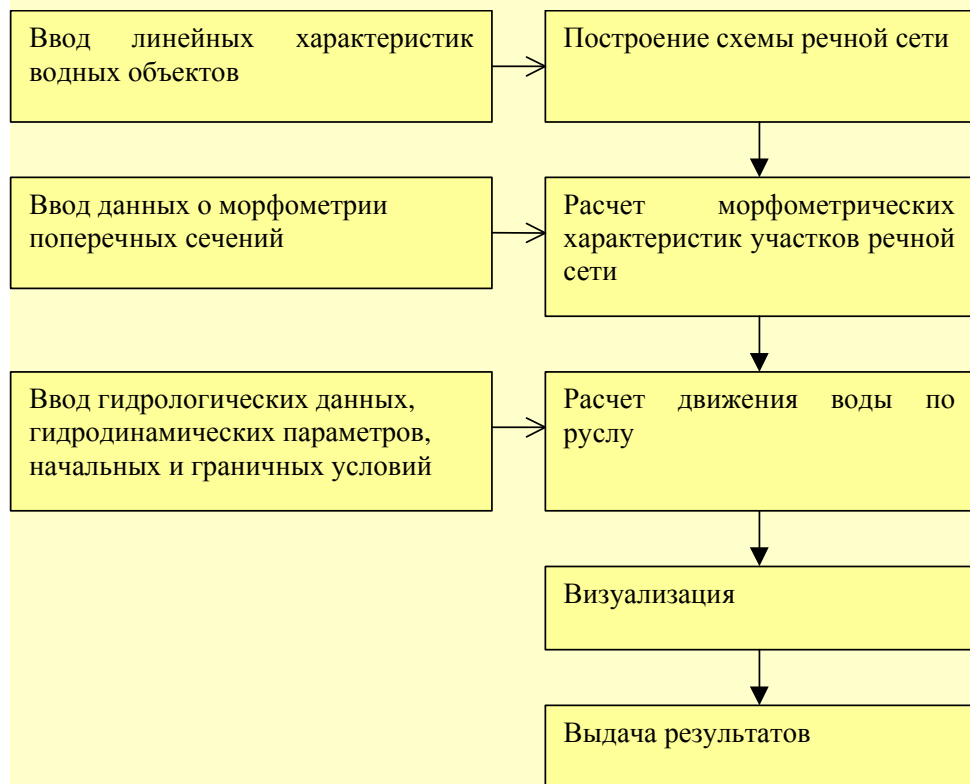 Ввод линейных характеристик
водных объектов
Построение схемы речной сети
Ввод данных о морфометрии
поперечных сечений
Расчет морфометрических
характеристик участков речной
сети
Ввод гидрологических данных,
гидродинамических параметров,
начальных и граничных условий
Расчет движения воды по
руслу
Визуализация
Выдача результатов